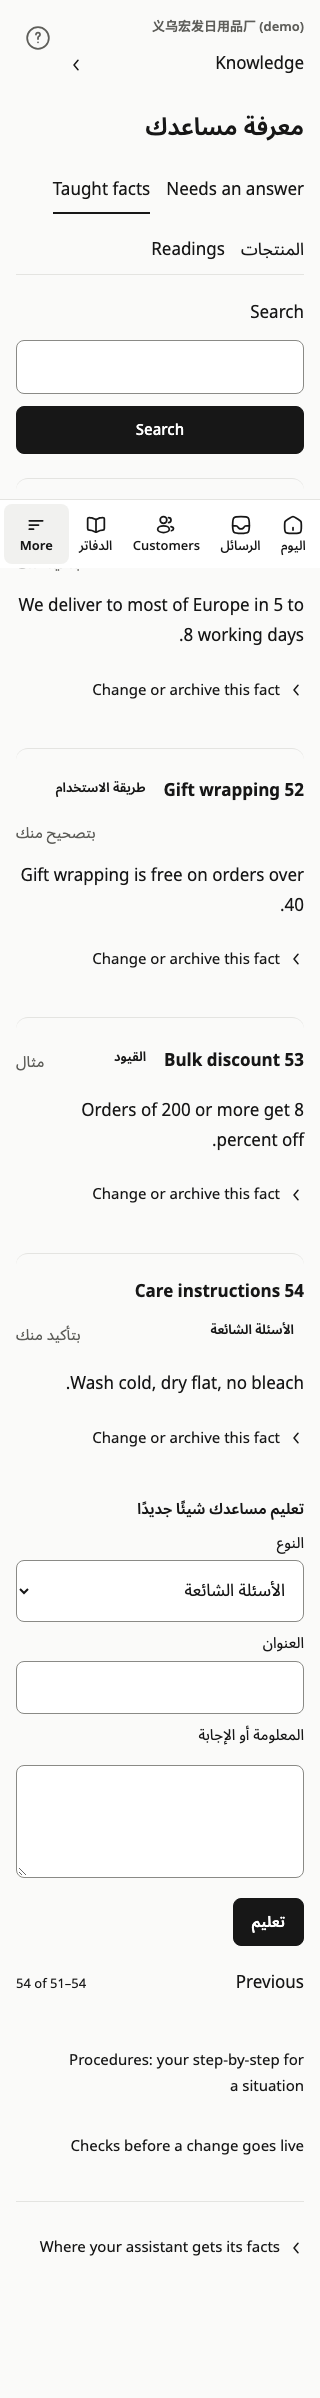 义乌宏发日用品厂 (demo)
Knowledge
معرفة مساعدك
Taught facts
Needs an answer
Readings
المنتجات
Search
Search
More
الدفاتر
Customers
الرسائل
اليوم
We deliver to most of Europe in 5 to
8 working days.
Change or archive this fact
Gift wrapping 52
طريقة الاستخدام
بتصحيح منك
Gift wrapping is free on orders over
40.
Change or archive this fact
Bulk discount 53
القيود
مثال
Orders of 200 or more get 8
percent off.
Change or archive this fact
Care instructions 54
الأسئلة الشائعة
بتأكيد منك
Wash cold, dry flat, no bleach.
Change or archive this fact
تعليم مساعدك شيئًا جديدًا
النوع
الأسئلة الشائعة
العنوان
المعلومة أو الإجابة
تعليم
Previous
54 of 51–54
Procedures: your step-by-step for
a situation
Checks before a change goes live
Where your assistant gets its facts